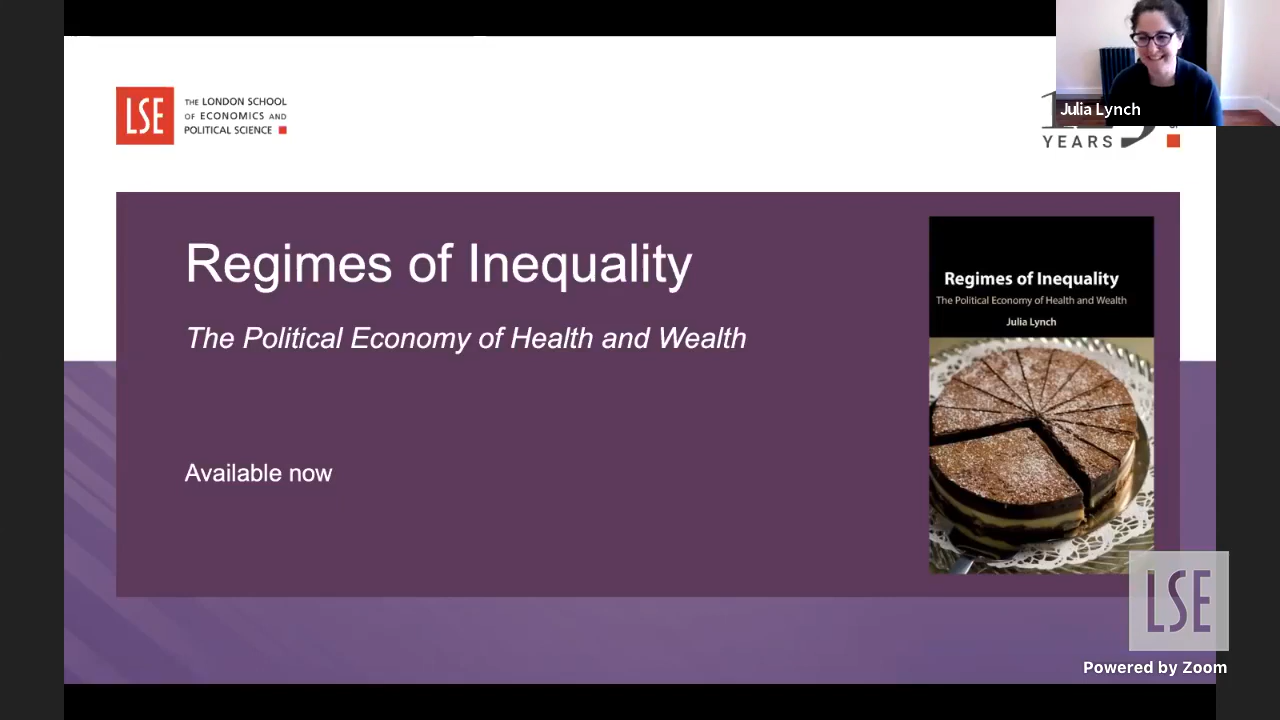 LSE
THE LONDON SCHOOL
OF ECONOMICS AND
POLITICAL SCIENCE
Julia Lynch
YEARS
Regimes of Inequality
The Political Economy of Health and Wealth
Available now
Regimes of Inequality
The Political Economy of Health and Wealth
Julia Lynch
LSE
Powered by Zoom